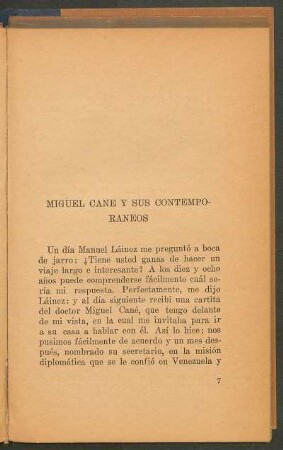 MIGUEL CANE Y SUS CONTEMPO-
RANEOS
Un día Manuel Láinez me preguntó a boca
de jarro: ¿Tiene usted ganas de hacer un
viaje largo e interesante? A los diez y ocho
años puede comprenderse fácilmente cuál se-
ría mi respuesta. Perfectamente, me dijo
Láinez; y al día siguiente recibí una cartita
del doctor Miguel Cané, que tengo delante
de mi vista, en la cual me invitaba para ir
a su casa a hablar con él. Así lo hice; nos
pusimos fácilmente de acuerdo y un mes des-
pués, nombrado su secretario, en la misión
diplomática que se le confió en Venezuela y
7